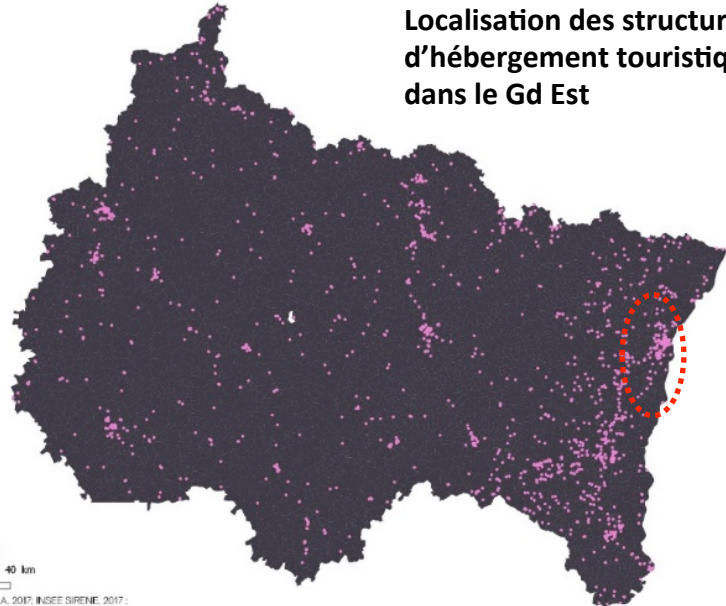 Localisation des structur
d’hébergement touristiq
dans le Gd Est
40 km
A, 2017; INSEE SIRENE, 2017 ;